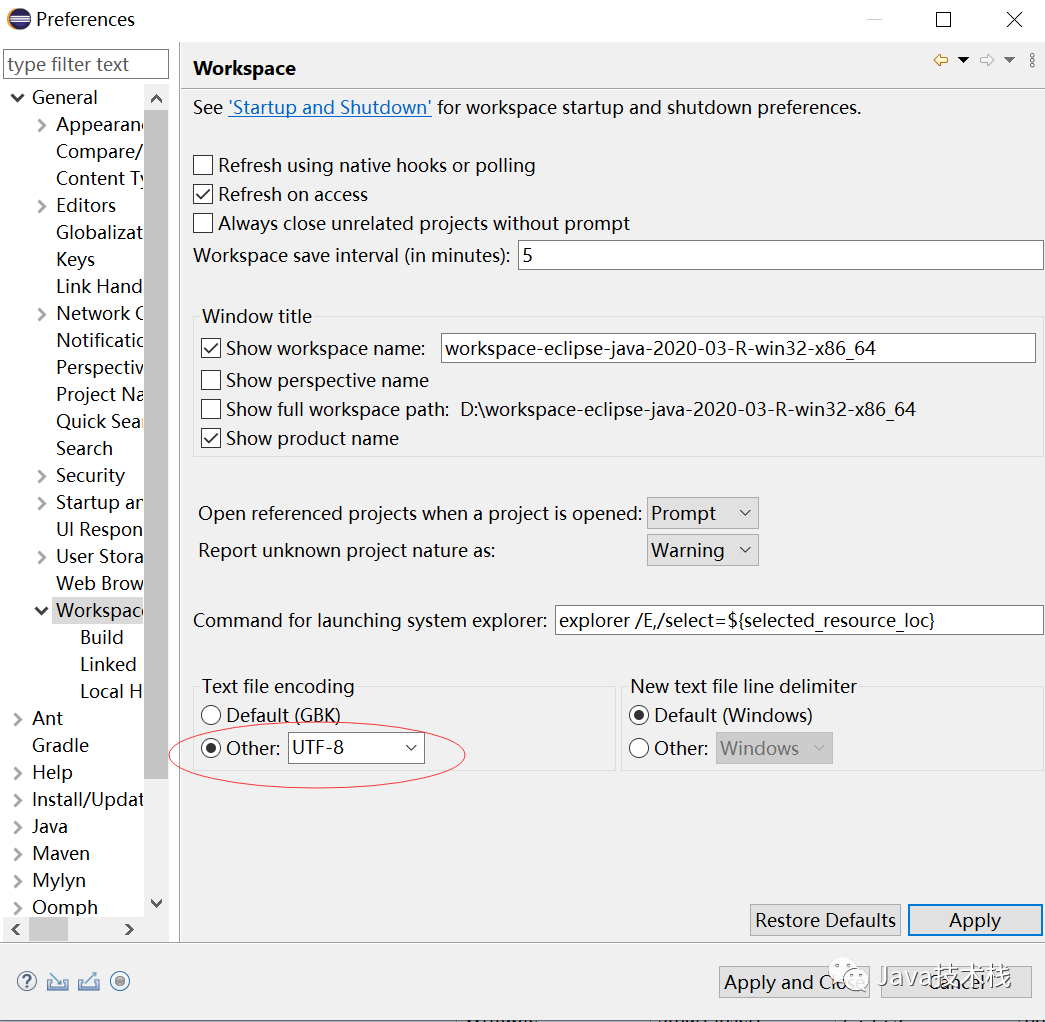 Preferences
type filter text
General
Appearan
Compare/
Content Ty
Editors
Globalizat
Keys
Link Hand
Network C
Notificatic
Perspectiv
Project Na
Quick Sear
Search
Security
Startup an
UI Respon
User Stora
Web Brow
Workspac
Build
Linked
Local H
Ant
Gradle
Help
Install/Updat
Java
Maven
Mylyn
Oomph
Workspace
See 'Startup and Shutdown' for workspace startup and shutdown preferences.
Refresh using native hooks or polling
Refresh on access
Always close unrelated projects without prompt
Workspace save interval (in minutes): 5
Window title
Show workspace name: workspace-eclipse-java-2020-03-R-win32-x86_64
Show perspective name
Show full workspace path: D:\workspace-eclipse-java-2020-03-R-win32-x86_64
Show product name
Open referenced projects when a project is opened: Prompt
Report unknown project nature as: Warning
Command for launching system explorer: explorer /E,/select=${selected_resource_loc}
Text file encoding
Default (GBK)
Other: UTF-8
New text file line delimiter
Default (Windows)
Other: Windows
Restore Defaults
Apply
Apply and Close
Cancel
Java技术栈